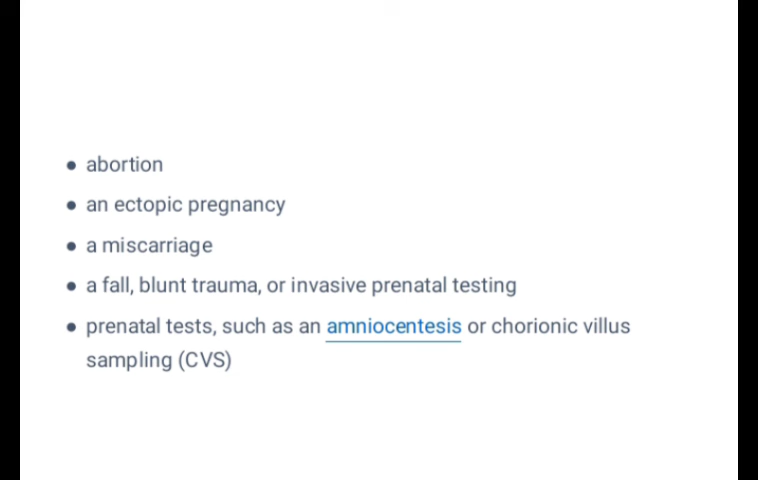 • abortion
• an ectopic pregnancy
• a miscarriage
• a fall, blunt trauma, or invasive prenatal testing
• prenatal tests, such as an amniocentesis or chorionic villus
sampling (CVS)